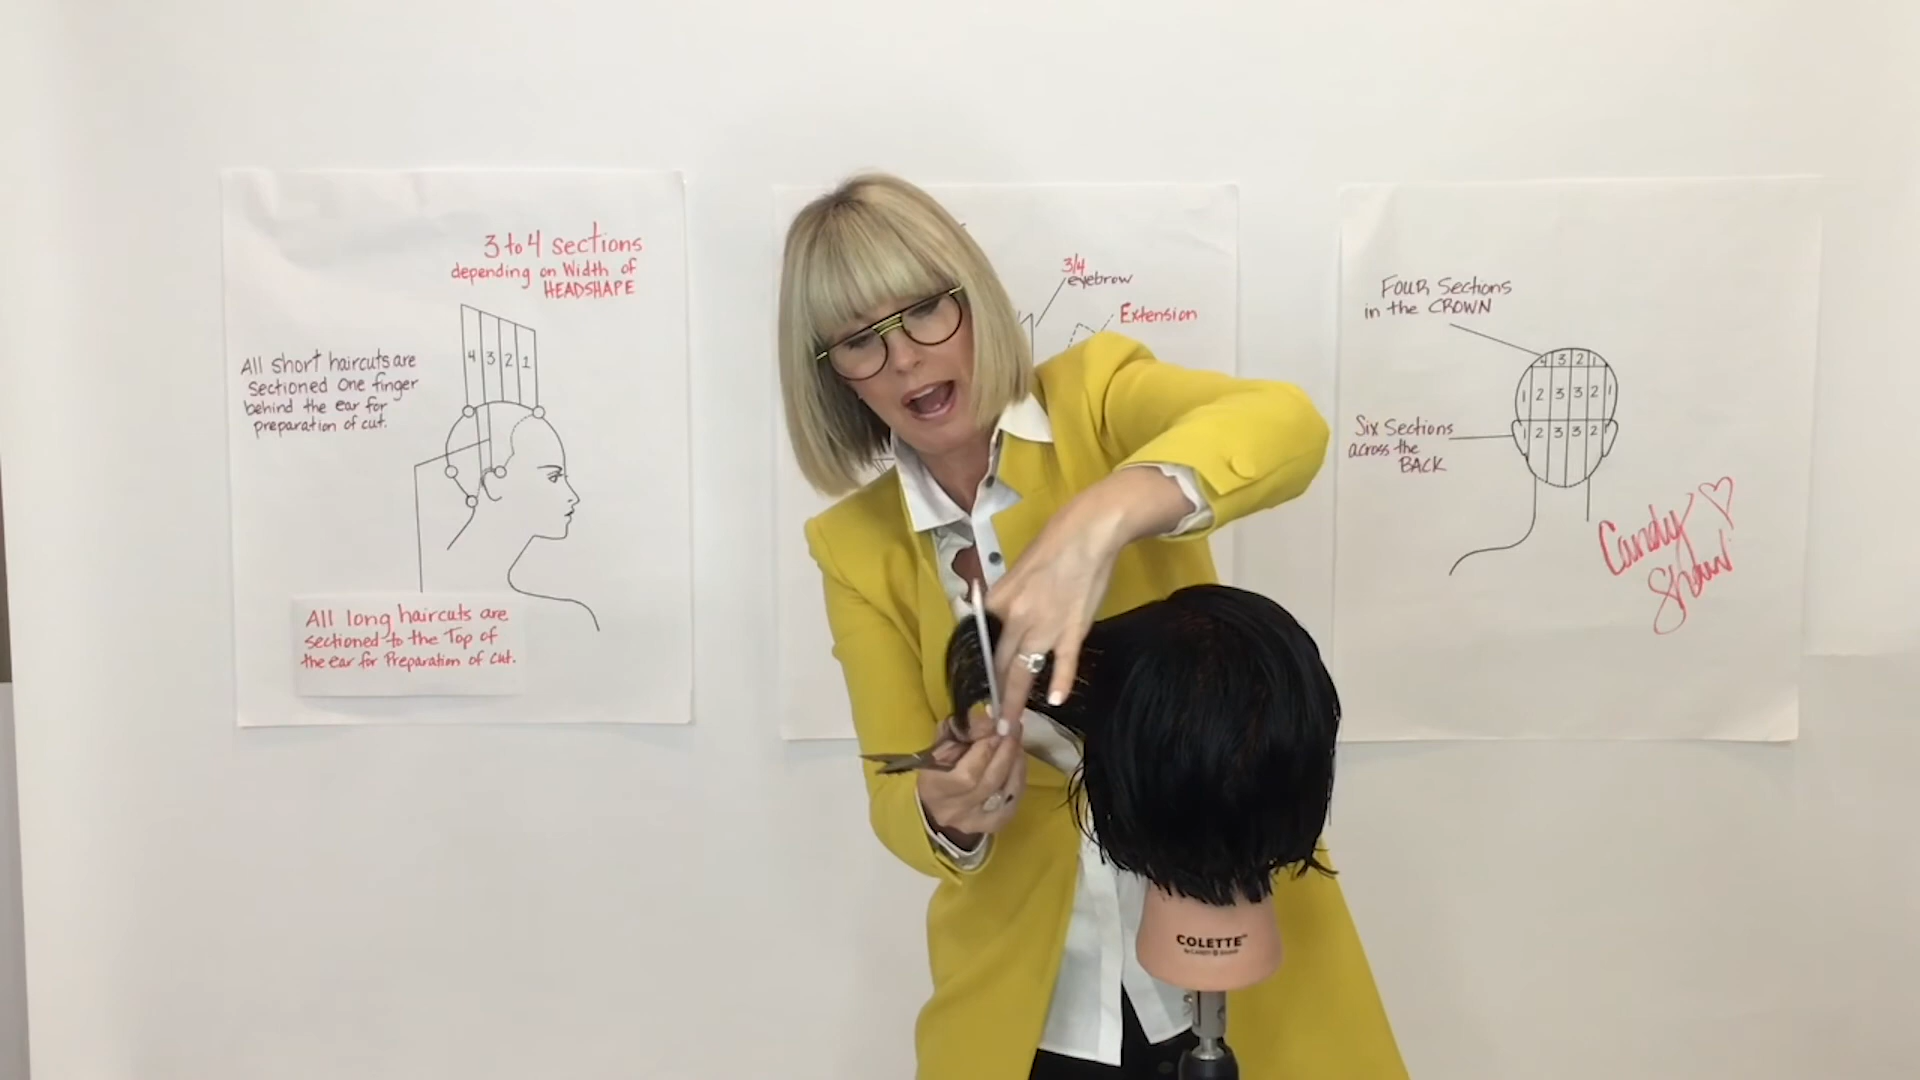 3 to 4 sections
depending on Width of
HEADSHAPE
4 3 2 1
All short haircuts are
sectioned One finger
behind the ear for
preparation of cut.
All long haircuts are
sectioned to the Top of
the ear for Preparation of cut.
3/4
eyebrow
Extension
FOUR Sections
in the CROWN
4 3 2 1
1 2 3 3 2 1
Six Sections
across the
BACK
1 2 3 3 2
Candy
Shaw
COLETTE